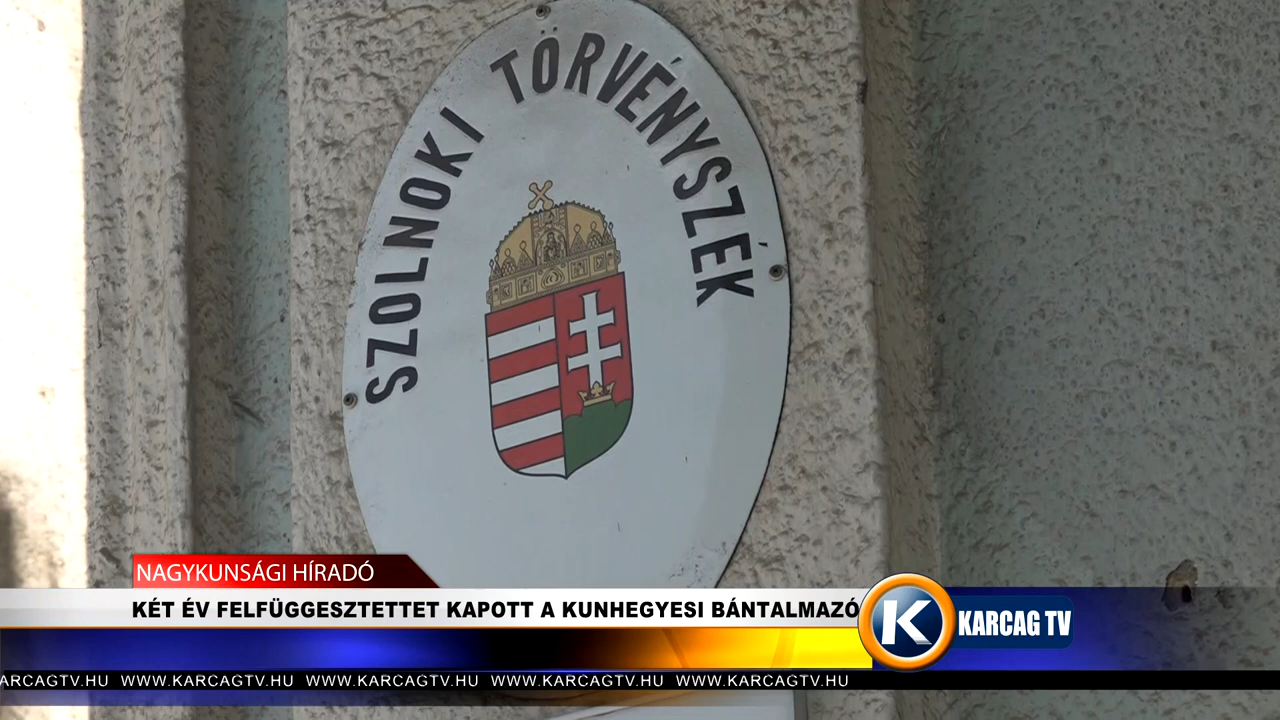 SZOLNOKI TÖRVÉNYSZÉK
NAGYKUNSÁGI HÍRADÓ
KÉT ÉV FELFÜGGESZTETTET KAPOTT A KUNHEGYESI BÁNTALMAZÓ
K KARCAG TV
KARCAGTV.HU WWW.KARCAGTV.HU WWW.KARCAGTV.HU WWW.KARCAGTV.HU WWW.KARCAGTV.HU